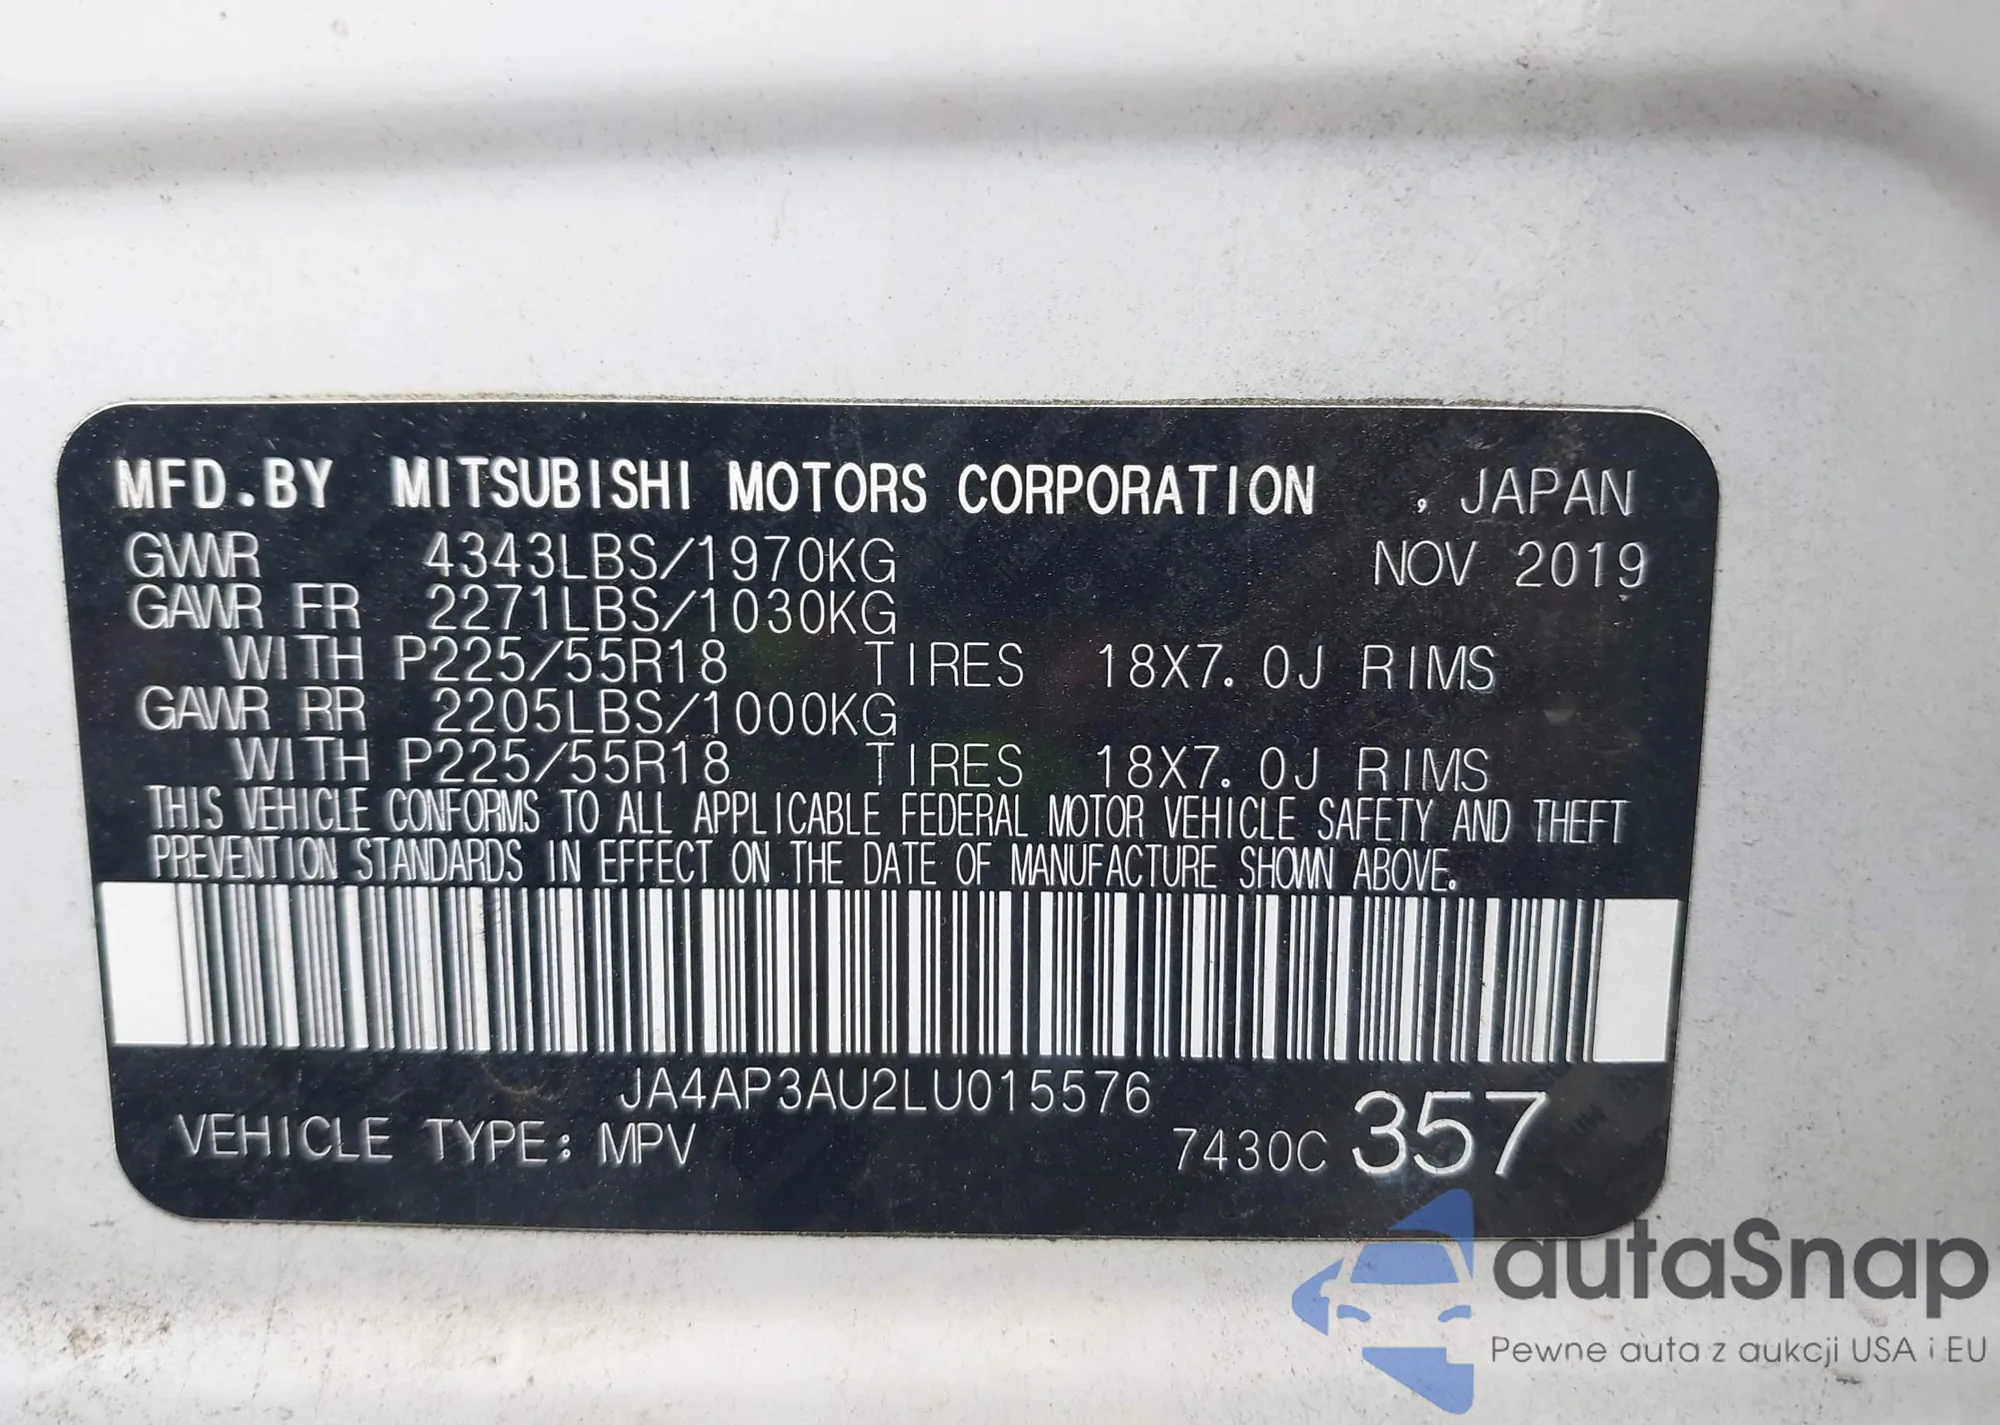 MFD.BY MITSUBISHI MOTORS CORPORATION , JAPAN
GVWR 4343LBS/1970KG NOV 2019
GAWR FR 2271LBS/1030KG
WITH P225/55R18 TIRES 18X7.0J RIMS
GAWR RR 2205LBS/1000KG
WITH P225/55R18 TIRES 18X7.0J RIMS
THIS VEHICLE CONFORMS TO ALL APPLICABLE FEDERAL MOTOR VEHICLE SAFETY AND THEFT
PREVENTION STANDARDS IN EFFECT ON THE DATE OF MANUFACTURE SHOWN ABOVE.
JA4AP3AU2LU015576
VEHICLE TYPE: MPV 7430C 357
autaSnap
Pewne auta z aukcji USA i EU